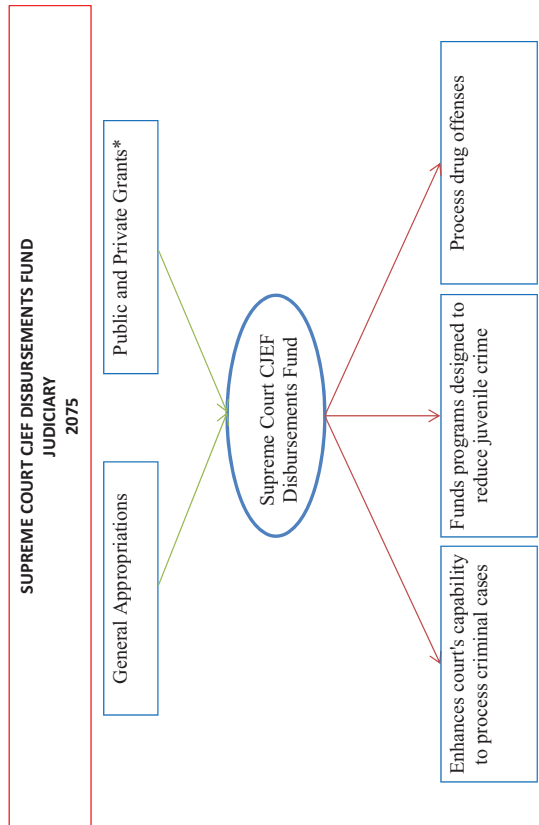 SUPREME COURT CJEF DISBURSEMENTS FUND
JUDICIARY
2075
General Appropriations
Public and Private Grants*
Supreme Court CJEF
Disbursements Fund
Enhances court's capability
to process criminal cases
Funds programs designed to
reduce juvenile crime
Process drug offenses